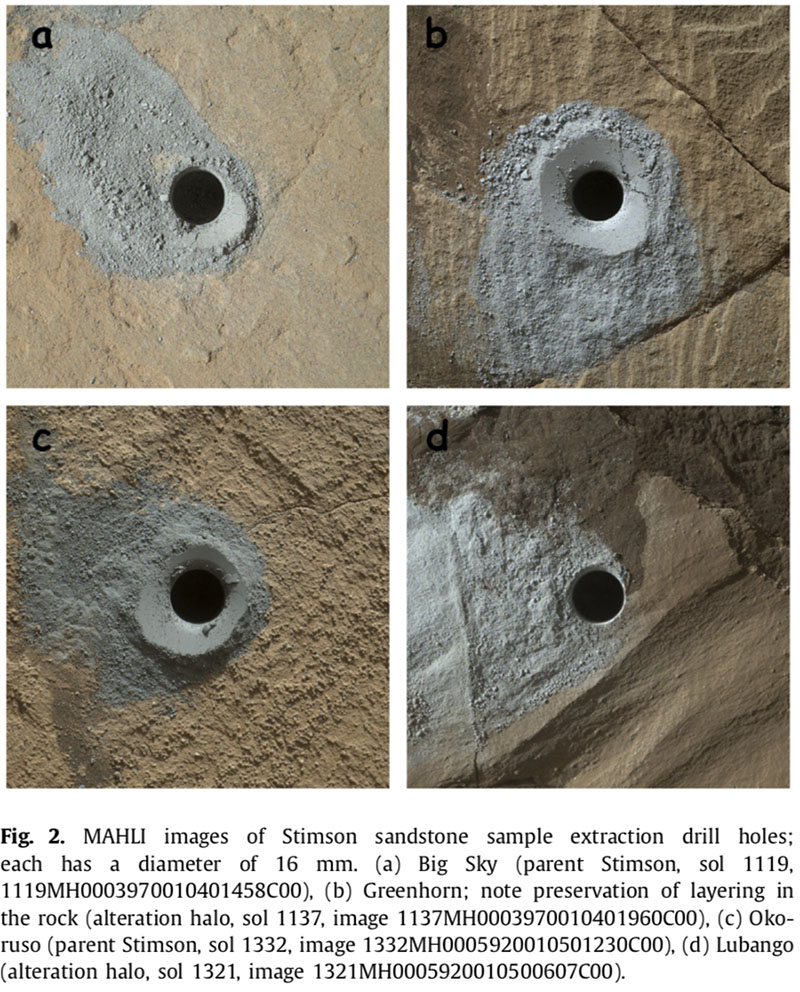 a
b
c
d
Fig. 2. MAHLI images of Stimson sandstone sample extraction drill holes;
each has a diameter of 16 mm. (a) Big Sky (parent Stimson, sol 1119,
1119MH0003970010401458C00), (b) Greenhorn; note preservation of layering in
the rock (alteration halo, sol 1137, image 1137MH0003970010401960C00), (c) Oko-
ruso (parent Stimson, sol 1332, image 1332MH0005920010501230C00), (d) Lubango
(alteration halo, sol 1321, image 1321MH0005920010500607C00).